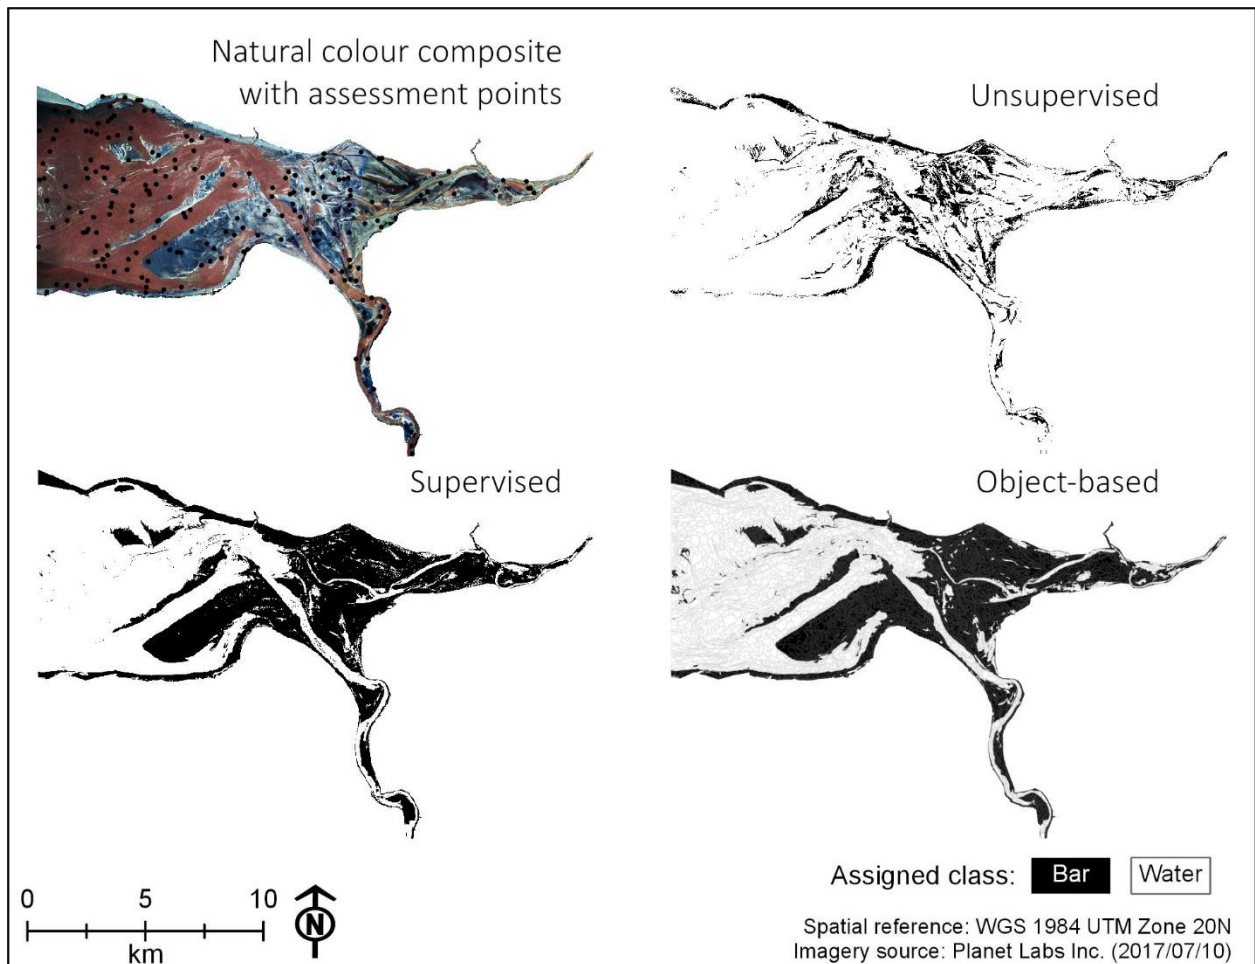 Natural colour composite
with assessment points
Unsupervised
Supervised
Object-based
Assigned class: Bar Water
0 5 10
km
N
Spatial reference: WGS 1984 UTM Zone 20N
Imagery source: Planet Labs Inc. (2017/07/10)